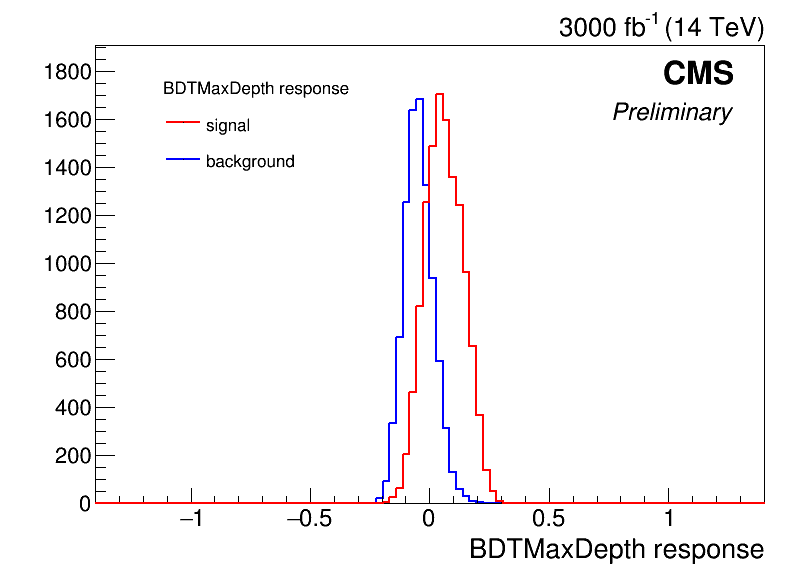 3000 fb-1 (14 TeV)
CMS
Preliminary
BDTMaxDepth response
signal
background
1800
1600
1400
1200
1000
800
600
400
200
0
−1 −0.5 0 0.5 1
BDTMaxDepth response